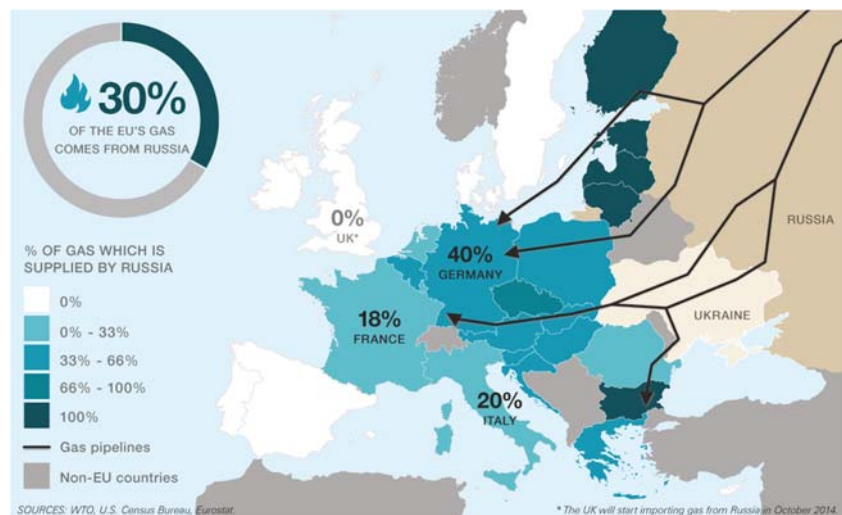 30%
OF THE EU'S GAS
COMES FROM RUSSIA
% OF GAS WHICH IS
SUPPLIED BY RUSSIA
0%
0% - 33%
33% - 66%
66% - 100%
100%
Gas pipelines
Non-EU countries
0%
UK*
40%
GERMANY
18%
FRANCE
20%
ITALY
RUSSIA
UKRAINE
SOURCES: WTO, U.S. Census Bureau, Eurostat.
* The UK will start importing gas from Russia in October 2014.